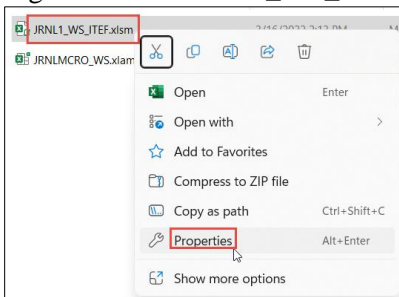 JRNL1_WS_ITEF.xlsm
JRNLMCRO_WS.xlam
Open Enter
Open with
Add to Favorites
Compress to ZIP file
Copy as path Ctrl+Shift+C
Properties Alt+Enter
Show more options